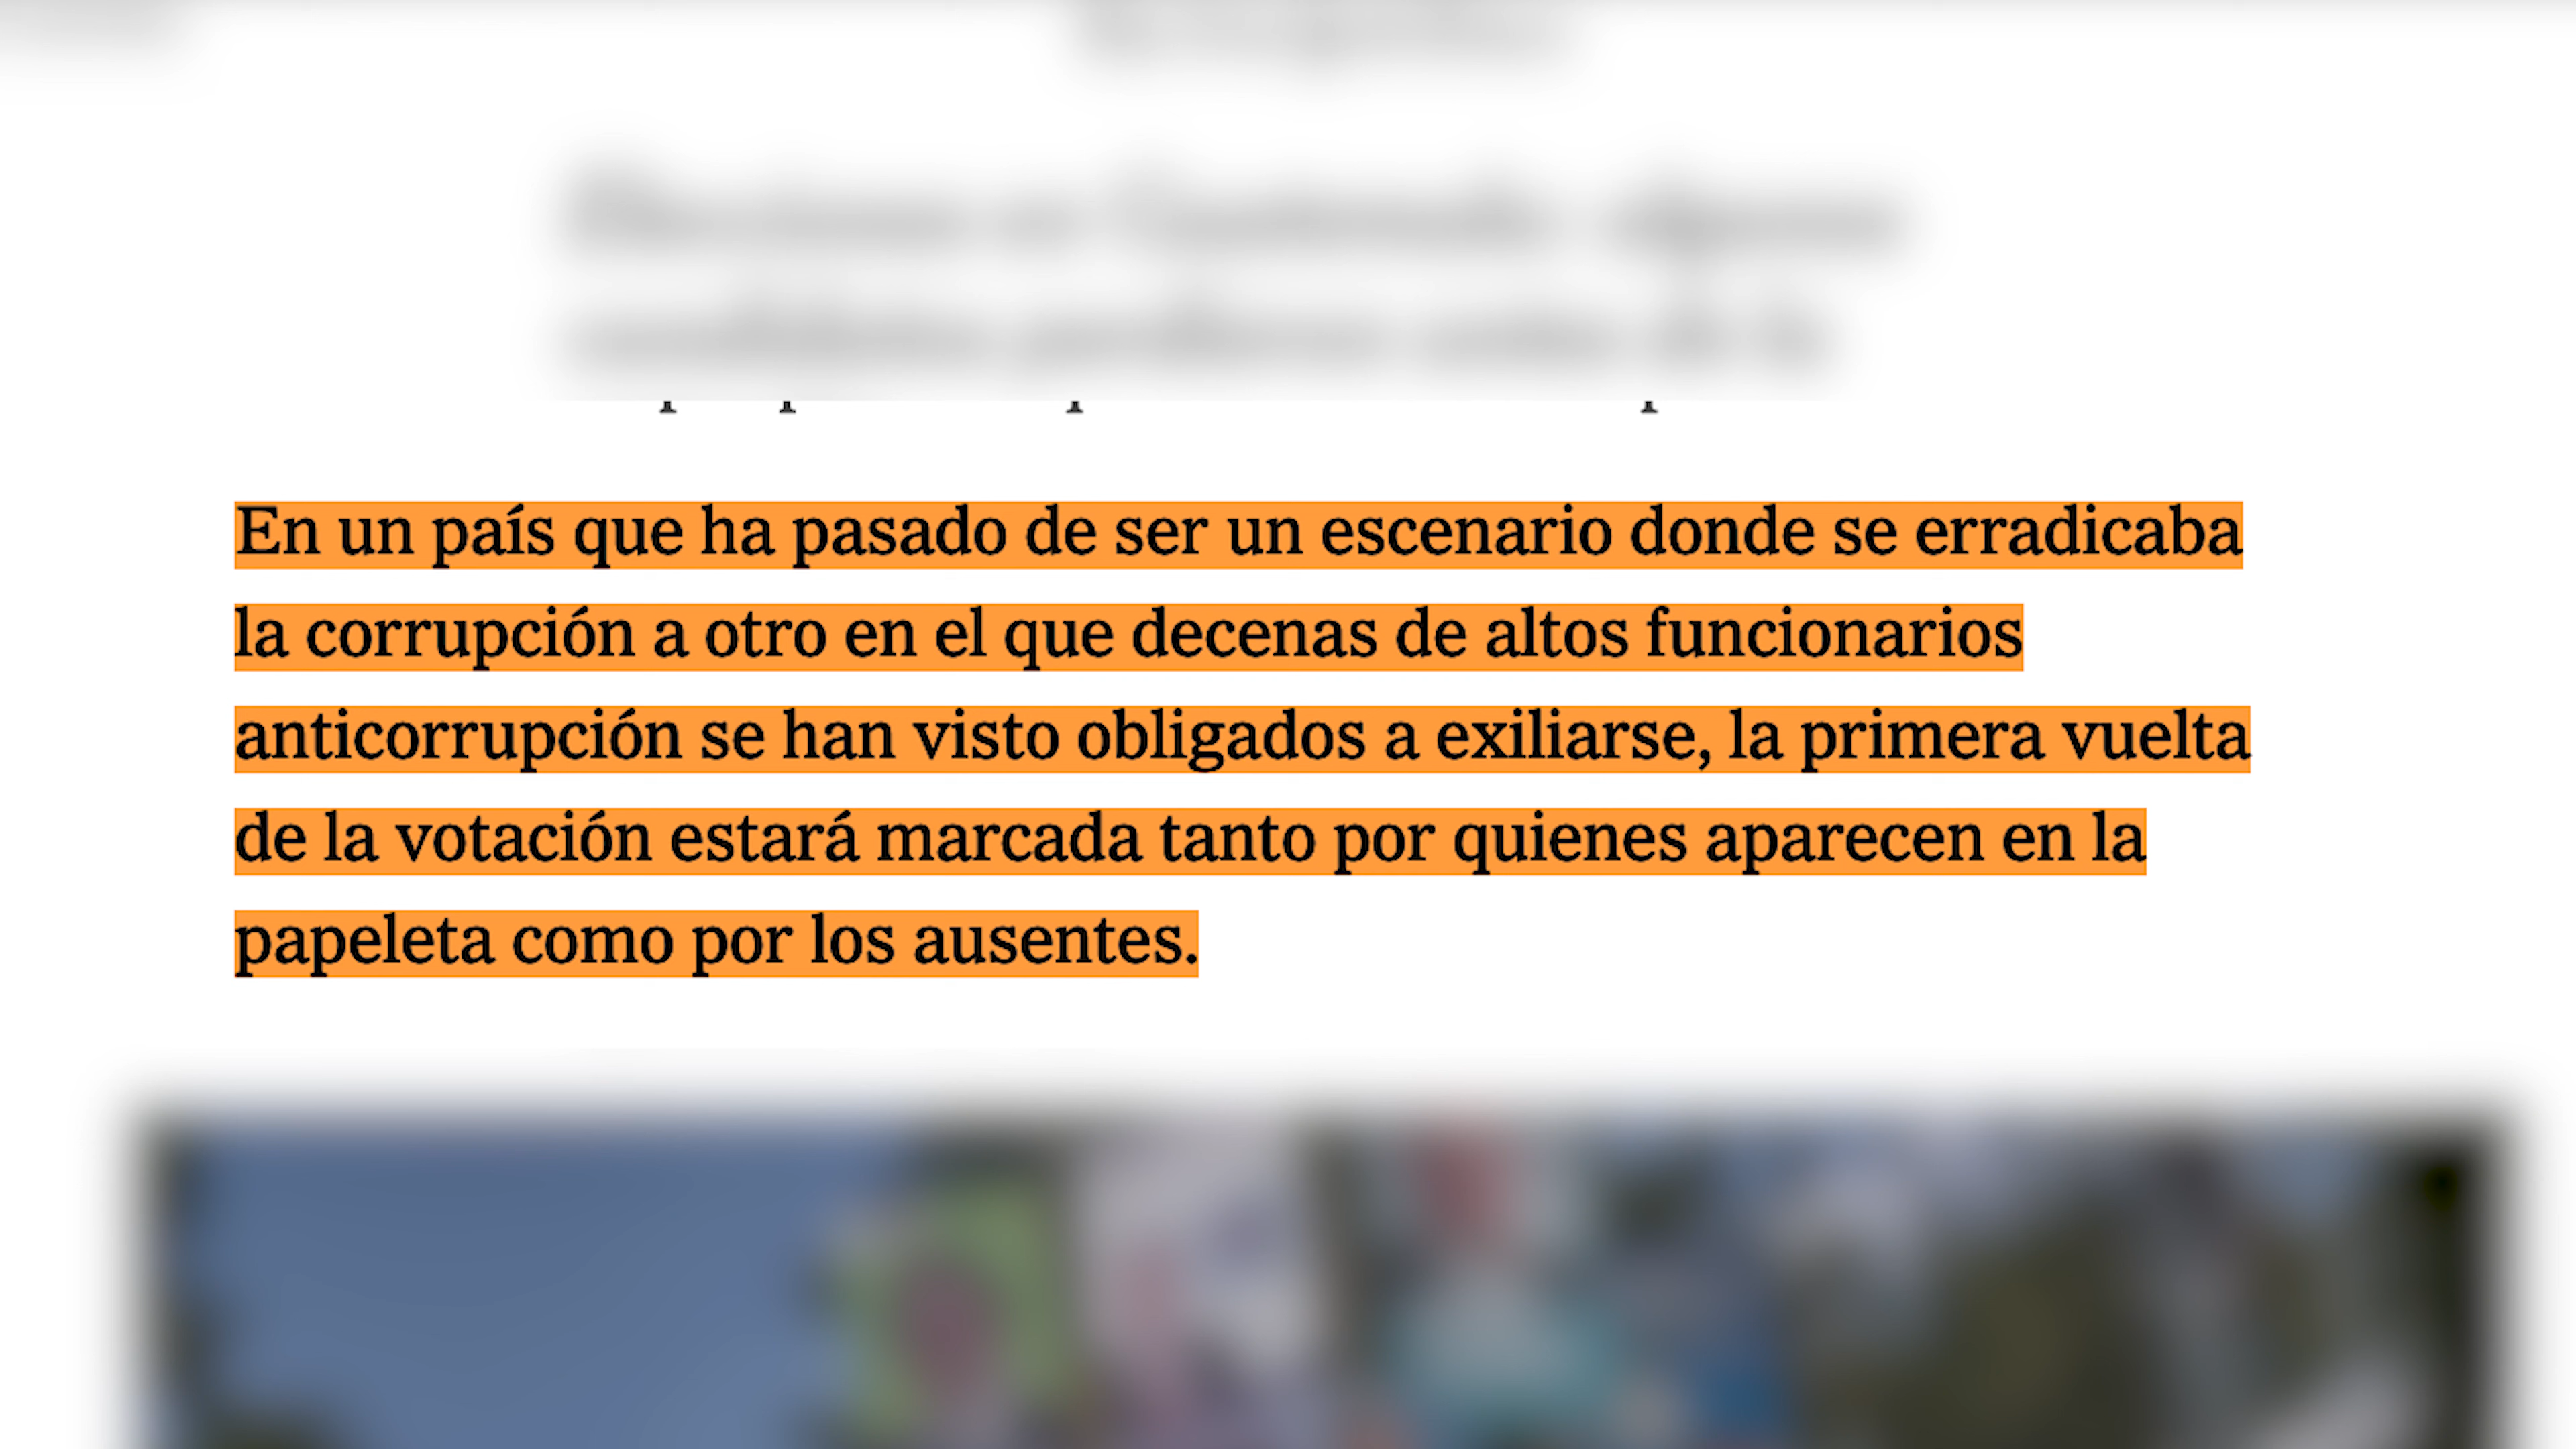 En un país que ha pasado de ser un escenario donde se erradicaba
la corrupción a otro en el que decenas de altos funcionarios
anticorrupción se han visto obligados a exiliarse, la primera vuelta
de la votación estará marcada tanto por quienes aparecen en la
papeleta como por los ausentes.